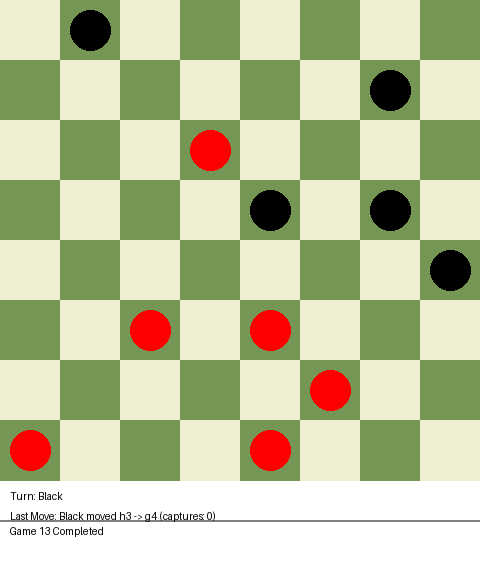 Turn: Black
Last Move: Black moved h3 -> g4 (captures: 0)
Game 13 Completed